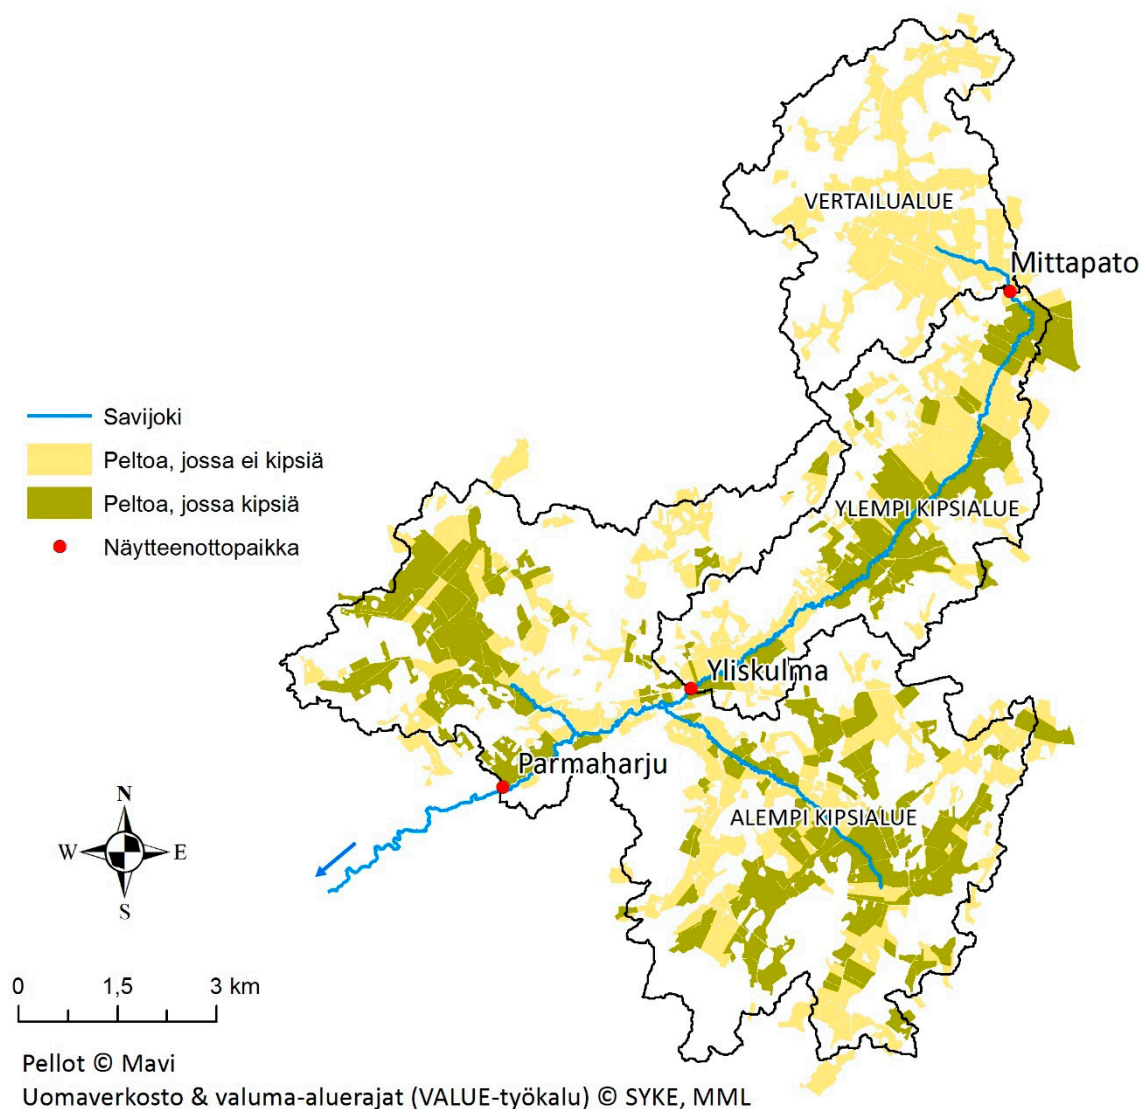 VERTAILUALUE
Mittapato
Savijoki
Peltoa, jossa ei kipsiä
Peltoa, jossa kipsiä
Näytteenottopaikka
YLEMPI KIPSIALUE
Yliskulma
Parmaharju
ALEMPI KIPSIALUE
N
W E
S
0 1,5 3 km
Pellot © Mavi
Uomaverkosto & valuma-aluerajat (VALUE-työkalu) © SYKE, MML